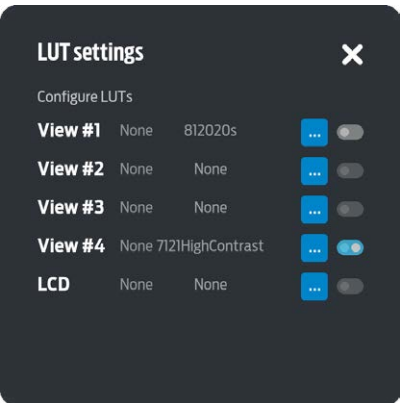 LUT settings
Configure LUTs
View #1 None 812020s ...
View #2 None None ...
View #3 None None ...
View #4 None 7121HighContrast ...
LCD None None ...